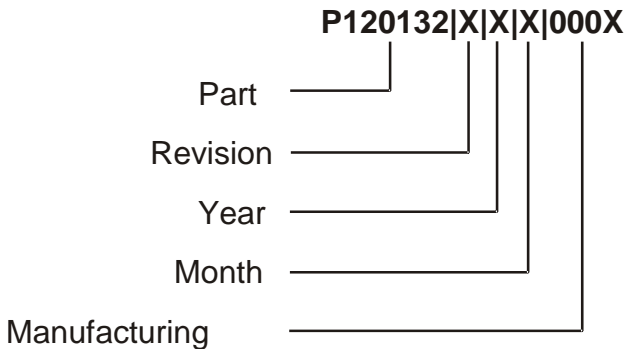 P120132|X|X|X|000X
Part
Revision
Year
Month
Manufacturing